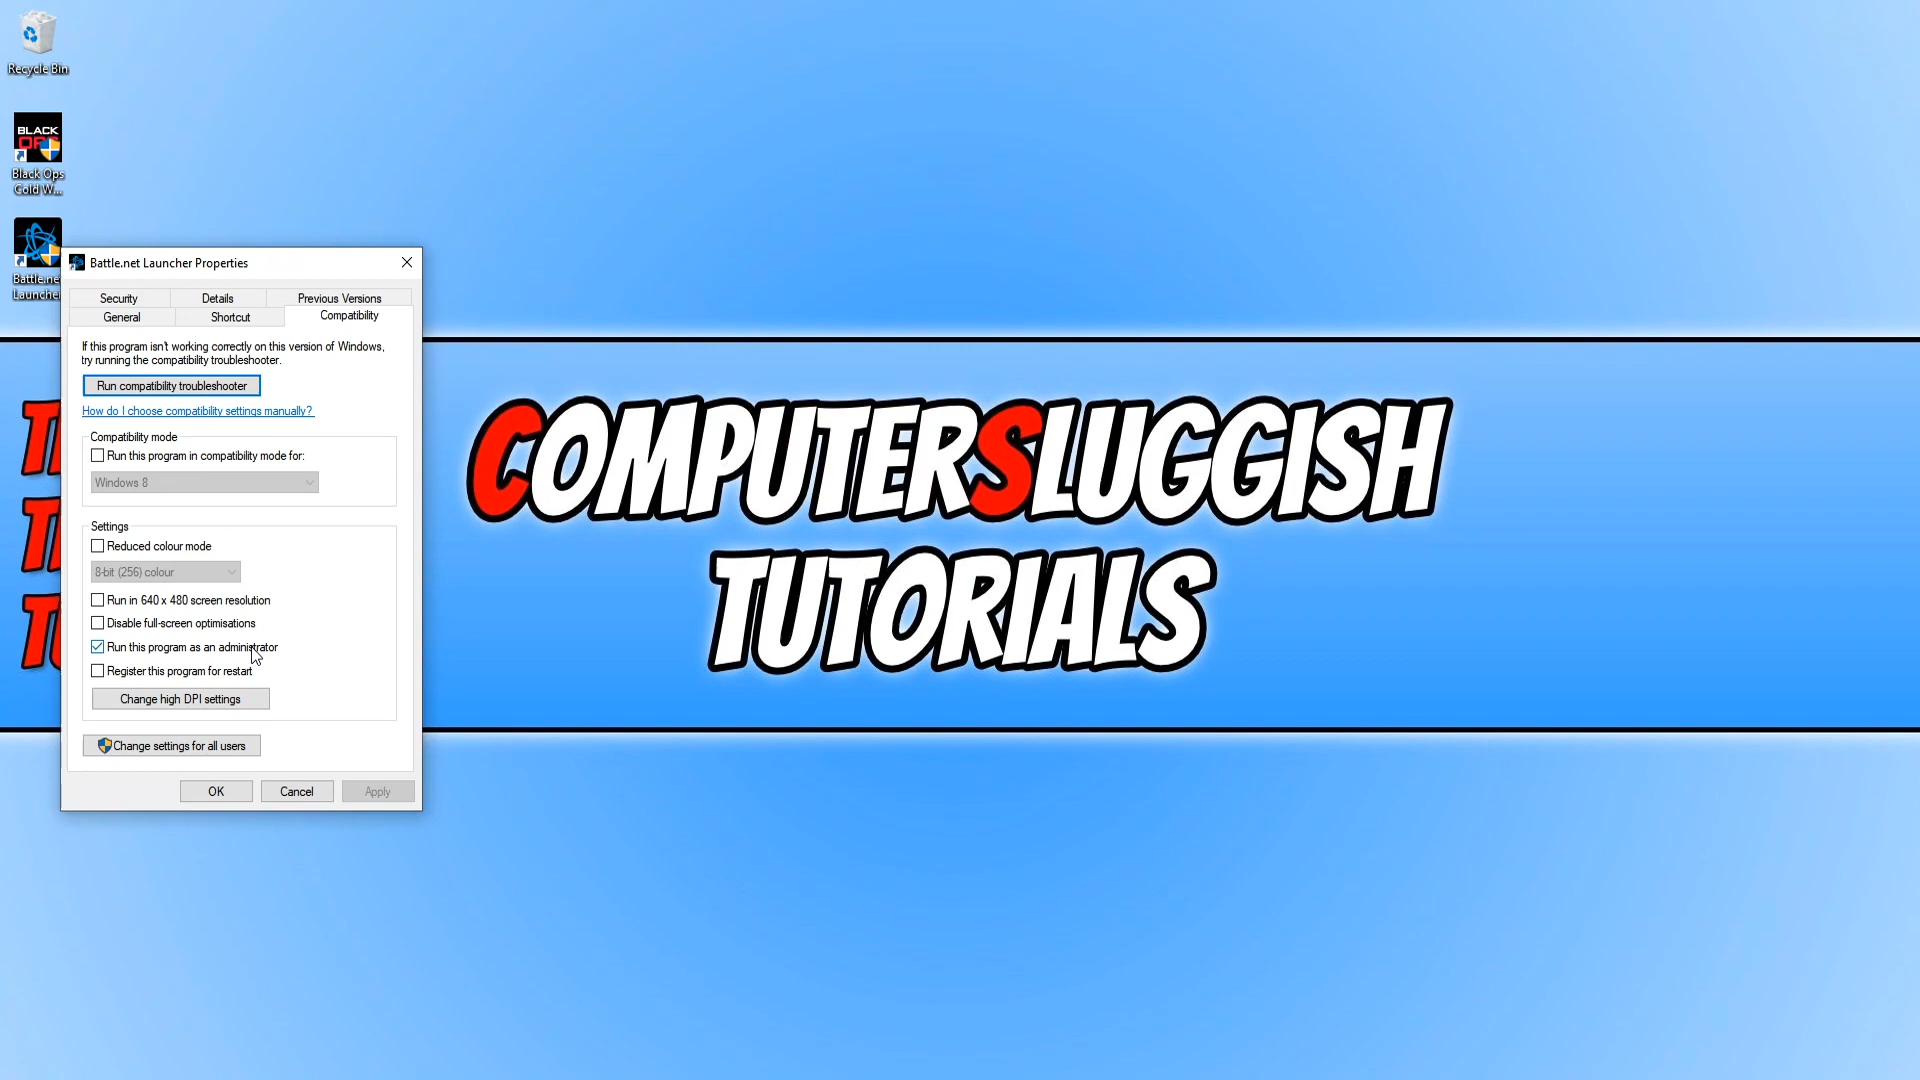 Recycle Bin
BLACK
OPS
Black Ops
Cold W...
Battle.ne
Launche
Battle.net Launcher Properties
Security
Details
Previous Versions
General
Shortcut
Compatibility
If this program isn't working correctly on this version of Windows,
try running the compatibility troubleshooter.
Run compatibility troubleshooter
How do I choose compatibility settings manually?
Compatibility mode
Run this program in compatibility mode for:
Windows 8
Settings
Reduced colour mode
8-bit (256) colour
Run in 640 x 480 screen resolution
Disable full-screen optimisations
Run this program as an administrator
Register this program for restart
Change high DPI settings
Change settings for all users
OK
Cancel
Apply
COMPUTERSLUGGISH
TUTORIALS